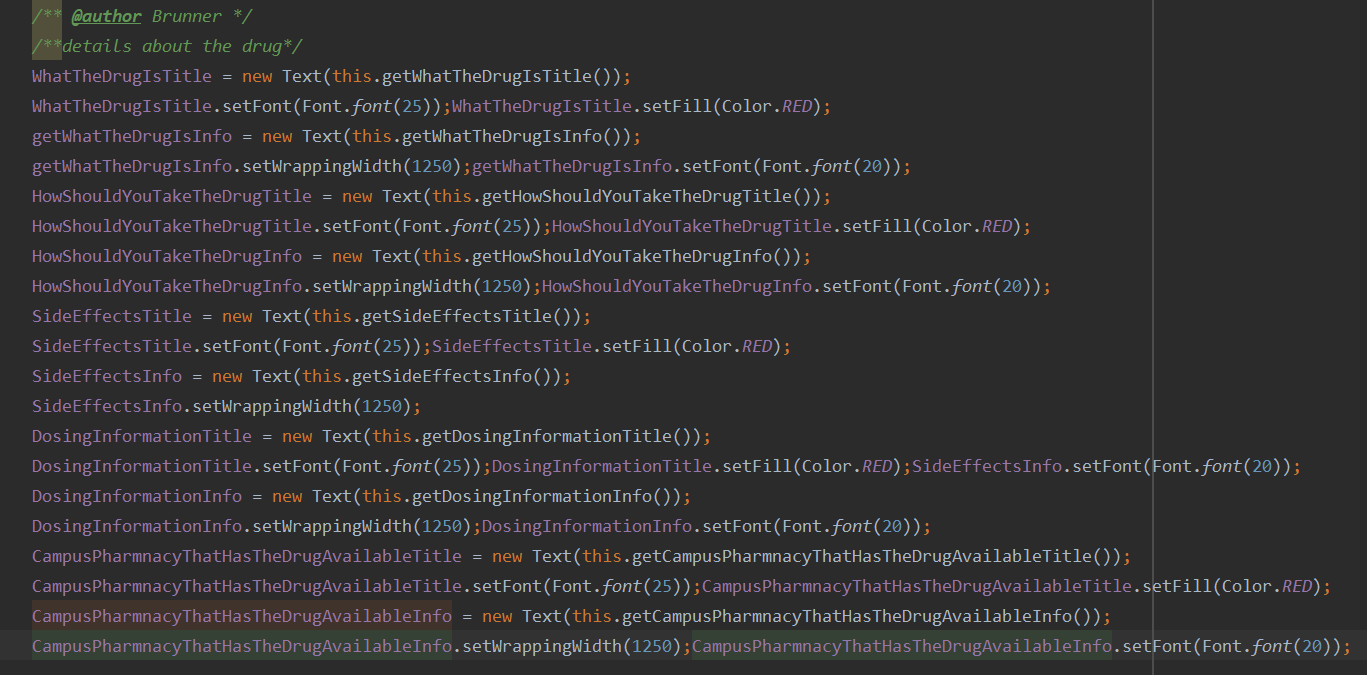 /** @author Brunner */
/**details about the drug*/
WhatTheDrugIsTitle = new Text(this.getWhatTheDrugIsTitle());
WhatTheDrugIsTitle.setFont(Font.font(25));WhatTheDrugIsTitle.setFill(Color.RED);
getWhatTheDrugIsInfo = new Text(this.getWhatTheDrugIsInfo());
getWhatTheDrugIsInfo.setWrappingWidth(1250);getWhatTheDrugIsInfo.setFont(Font.font(20));
HowShouldYouTakeTheDrugTitle = new Text(this.getHowShouldYouTakeTheDrugTitle());
HowShouldYouTakeTheDrugTitle.setFont(Font.font(25));HowShouldYouTakeTheDrugTitle.setFill(Color.RED);
HowShouldYouTakeTheDrugInfo = new Text(this.getHowShouldYouTakeTheDrugInfo());
HowShouldYouTakeTheDrugInfo.setWrappingWidth(1250);HowShouldYouTakeTheDrugInfo.setFont(Font.font(20));
SideEffectsTitle = new Text(this.getSideEffectsTitle());
SideEffectsTitle.setFont(Font.font(25));SideEffectsTitle.setFill(Color.RED);
SideEffectsInfo = new Text(this.getSideEffectsInfo());
SideEffectsInfo.setWrappingWidth(1250);
DosingInformationTitle = new Text(this.getDosingInformationTitle());
DosingInformationTitle.setFont(Font.font(25));DosingInformationTitle.setFill(Color.RED);SideEffectsInfo.setFont(Font.font(20));
DosingInformationInfo = new Text(this.getDosingInformationInfo());
DosingInformationInfo.setWrappingWidth(1250);DosingInformationInfo.setFont(Font.font(20));
CampusPharmnacyThatHasTheDrugAvailableTitle = new Text(this.getCampusPharmnacyThatHasTheDrugAvailableTitle());
CampusPharmnacyThatHasTheDrugAvailableTitle.setFont(Font.font(25));CampusPharmnacyThatHasTheDrugAvailableTitle.setFill(Color.RED);
CampusPharmnacyThatHasTheDrugAvailableInfo = new Text(this.getCampusPharmnacyThatHasTheDrugAvailableInfo());
CampusPharmnacyThatHasTheDrugAvailableInfo.setWrappingWidth(1250);CampusPharmnacyThatHasTheDrugAvailableInfo.setFont(Font.font(20));